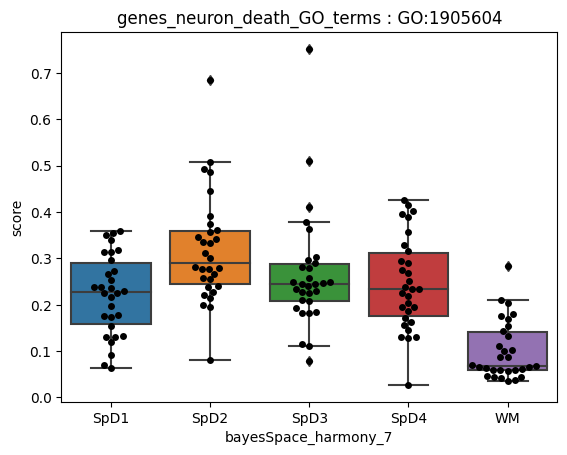 genes_neuron_death_GO_terms : GO:1905604
0.7
0.6
0.5
0.4
0.3
0.2
0.1
0.0
score
SpD1 SpD2 SpD3 SpD4 WM
bayesSpace_harmony_7